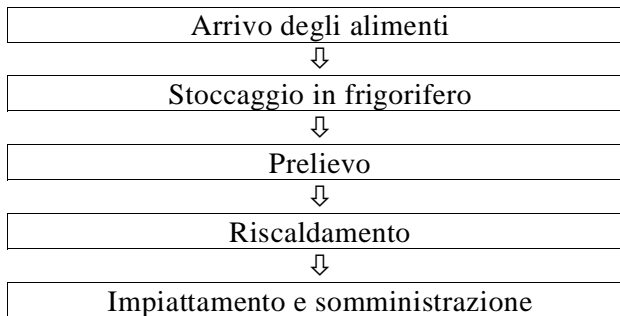 Arrivo degli alimenti
⇩
Stoccaggio in frigorifero
⇩
Prelievo
⇩
Riscaldamento
⇩
Impiattamento e somministrazione